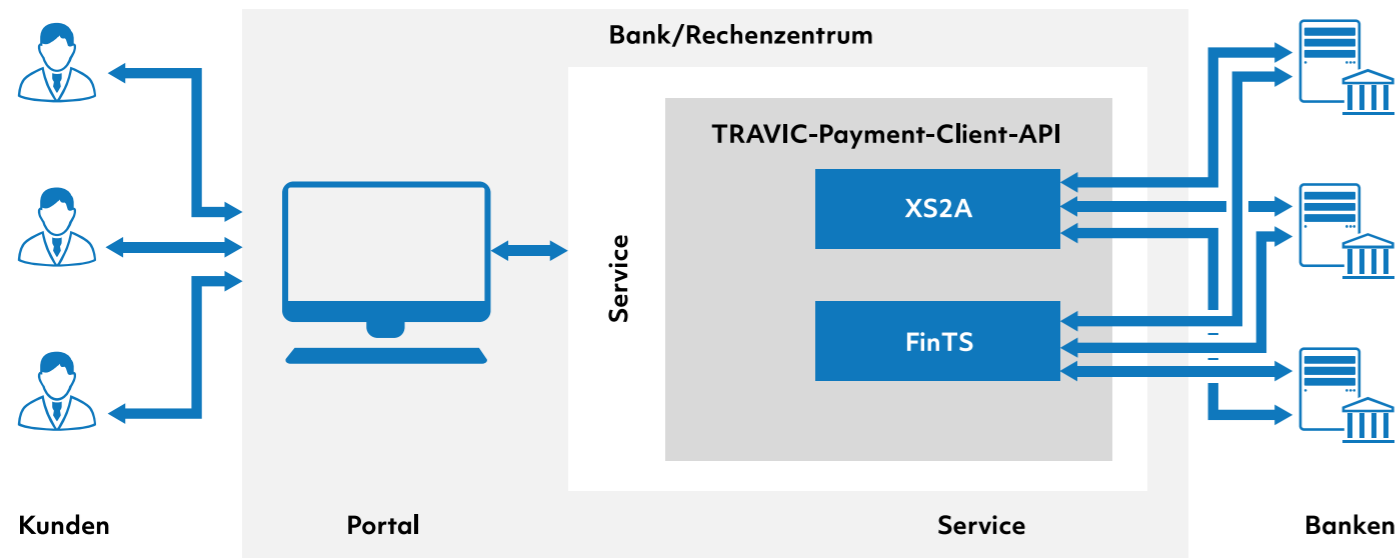 Bank/Rechenzentrum
TRAVIC-Payment-Client-API
XS2A
Service
FinTS
Kunden
Portal
Service
Banken